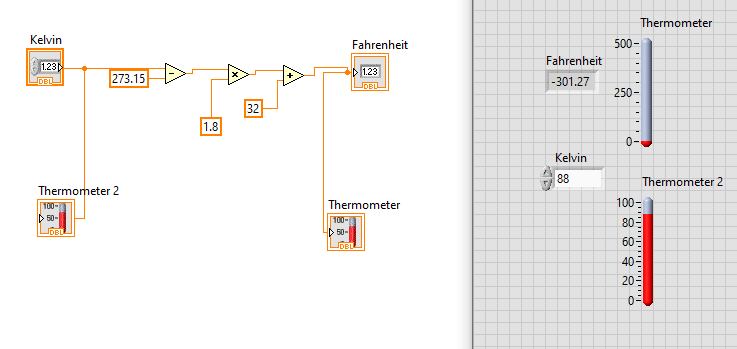 Kelvin
1.23
DBL
273.15
-
1.8
×
32
+
Fahrenheit
1.23
DBL
Thermometer 2
100-
50-
DBL
Thermometer
100-
50-
DBL
Thermometer
500-
250-
0-
Fahrenheit
-301.27
Kelvin
88
Thermometer 2
100-
80-
60-
40-
20-
0-